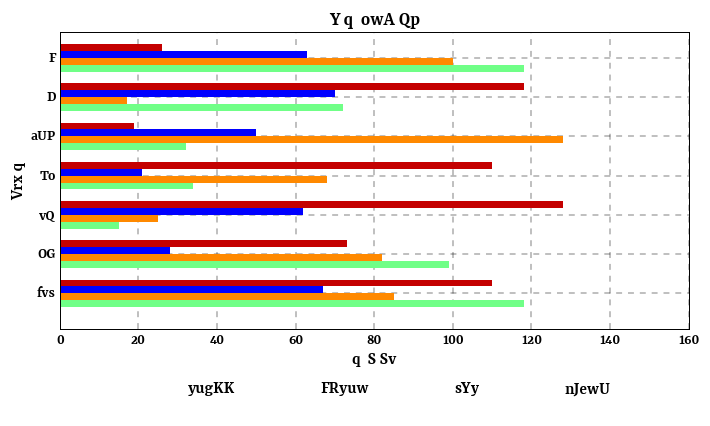 Y q owA Qp
Vrx q
F
D
aUP
To
vQ
OG
fvs
0 20 40 60 80 100 120 140 160
q S Sv
yugKK FRyuw sYy nJewU